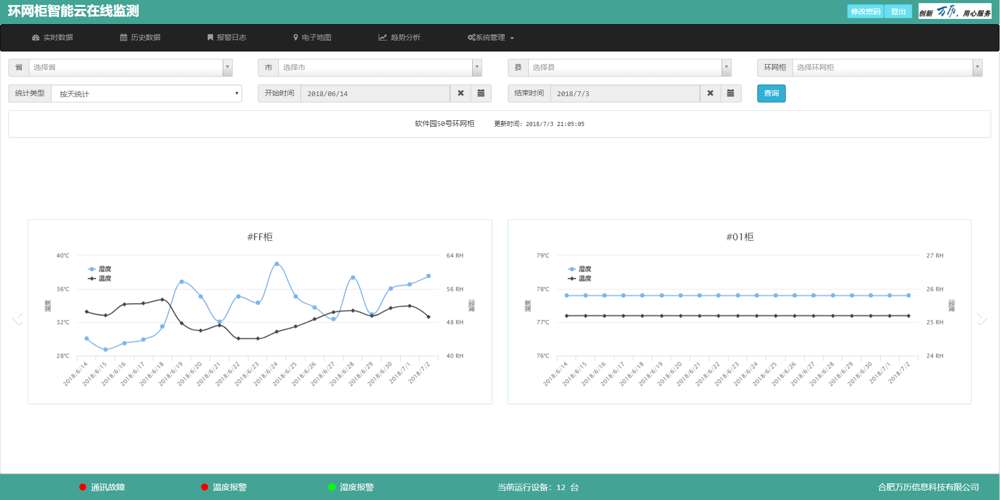 环网柜智能云在线监测
修改密码 登出 创新 万历，用心服务
实时数据 历史数据 报警日志 电子地图 趋势分析 系统管理
省 选择省 市 选择市 县 选择县 环网柜 选择环网柜
统计类型 按天统计 开始时间 2018/06/14 结束时间 2018/7/3 查询
软件园50号环网柜 更新时间: 2018/7/3 21:05:05
#FF柜
40℃ 64 RH
湿度
温度
36℃ 56 RH
温度 湿度
32℃ 48 RH
28℃ 40 RH
2018/6/14 2018/6/15 2018/6/16 2018/6/17 2018/6/18 2018/6/19 2018/6/20 2018/6/21 2018/6/22 2018/6/23 2018/6/24 2018/6/25 2018/6/26 2018/6/27 2018/6/28 2018/6/29 2018/6/30 2018/7/1 2018/7/2
#01柜
79℃ 27 RH
湿度
温度
78℃ 26 RH
温度 湿度
77℃ 25 RH
76℃ 24 RH
2018/6/14 2018/6/15 2018/6/16 2018/6/17 2018/6/18 2018/6/19 2018/6/20 2018/6/21 2018/6/22 2018/6/23 2018/6/24 2018/6/25 2018/6/26 2018/6/27 2018/6/28 2018/6/29 2018/6/30 2018/7/1 2018/7/2
通讯故障 温度报警 湿度报警 当前运行设备: 12 台 合肥万历信息科技有限公司